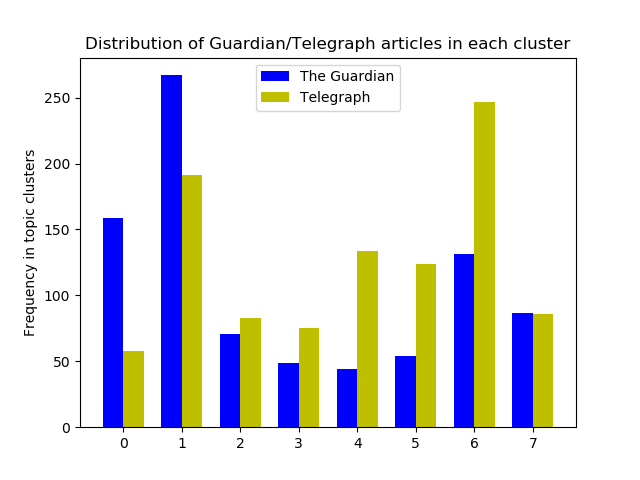 Distribution of Guardian/Telegraph articles in each cluster
The Guardian
Telegraph
Frequency in topic clusters
250
200
150
100
50
0
0 1 2 3 4 5 6 7